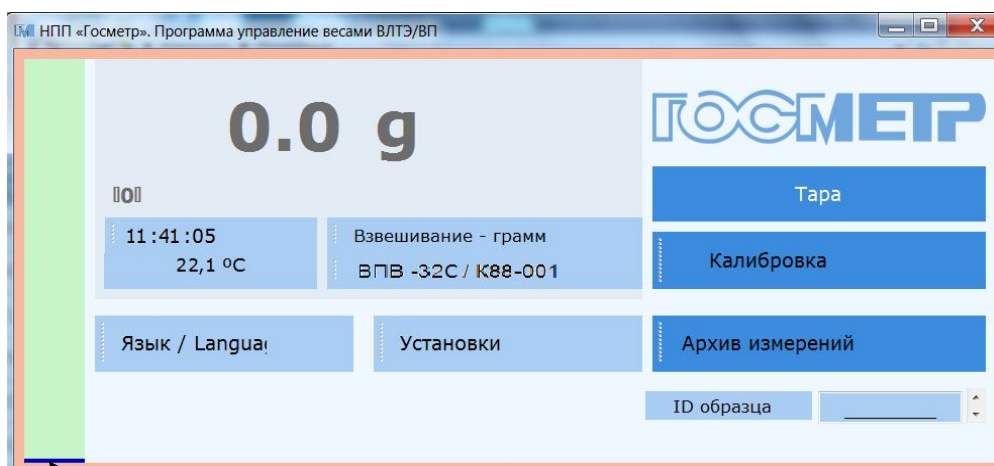 НПП «Госметр». Программа управление весами ВЛТЭ/ВП
0.0 g
ГОСМЕТР
0
Тара
11:41:05
Взвешивание - грамм
22,1 ºC
ВПВ -32С / К88-001
Калибровка
Язык / Langua
Установки
Архив измерений
ID образца